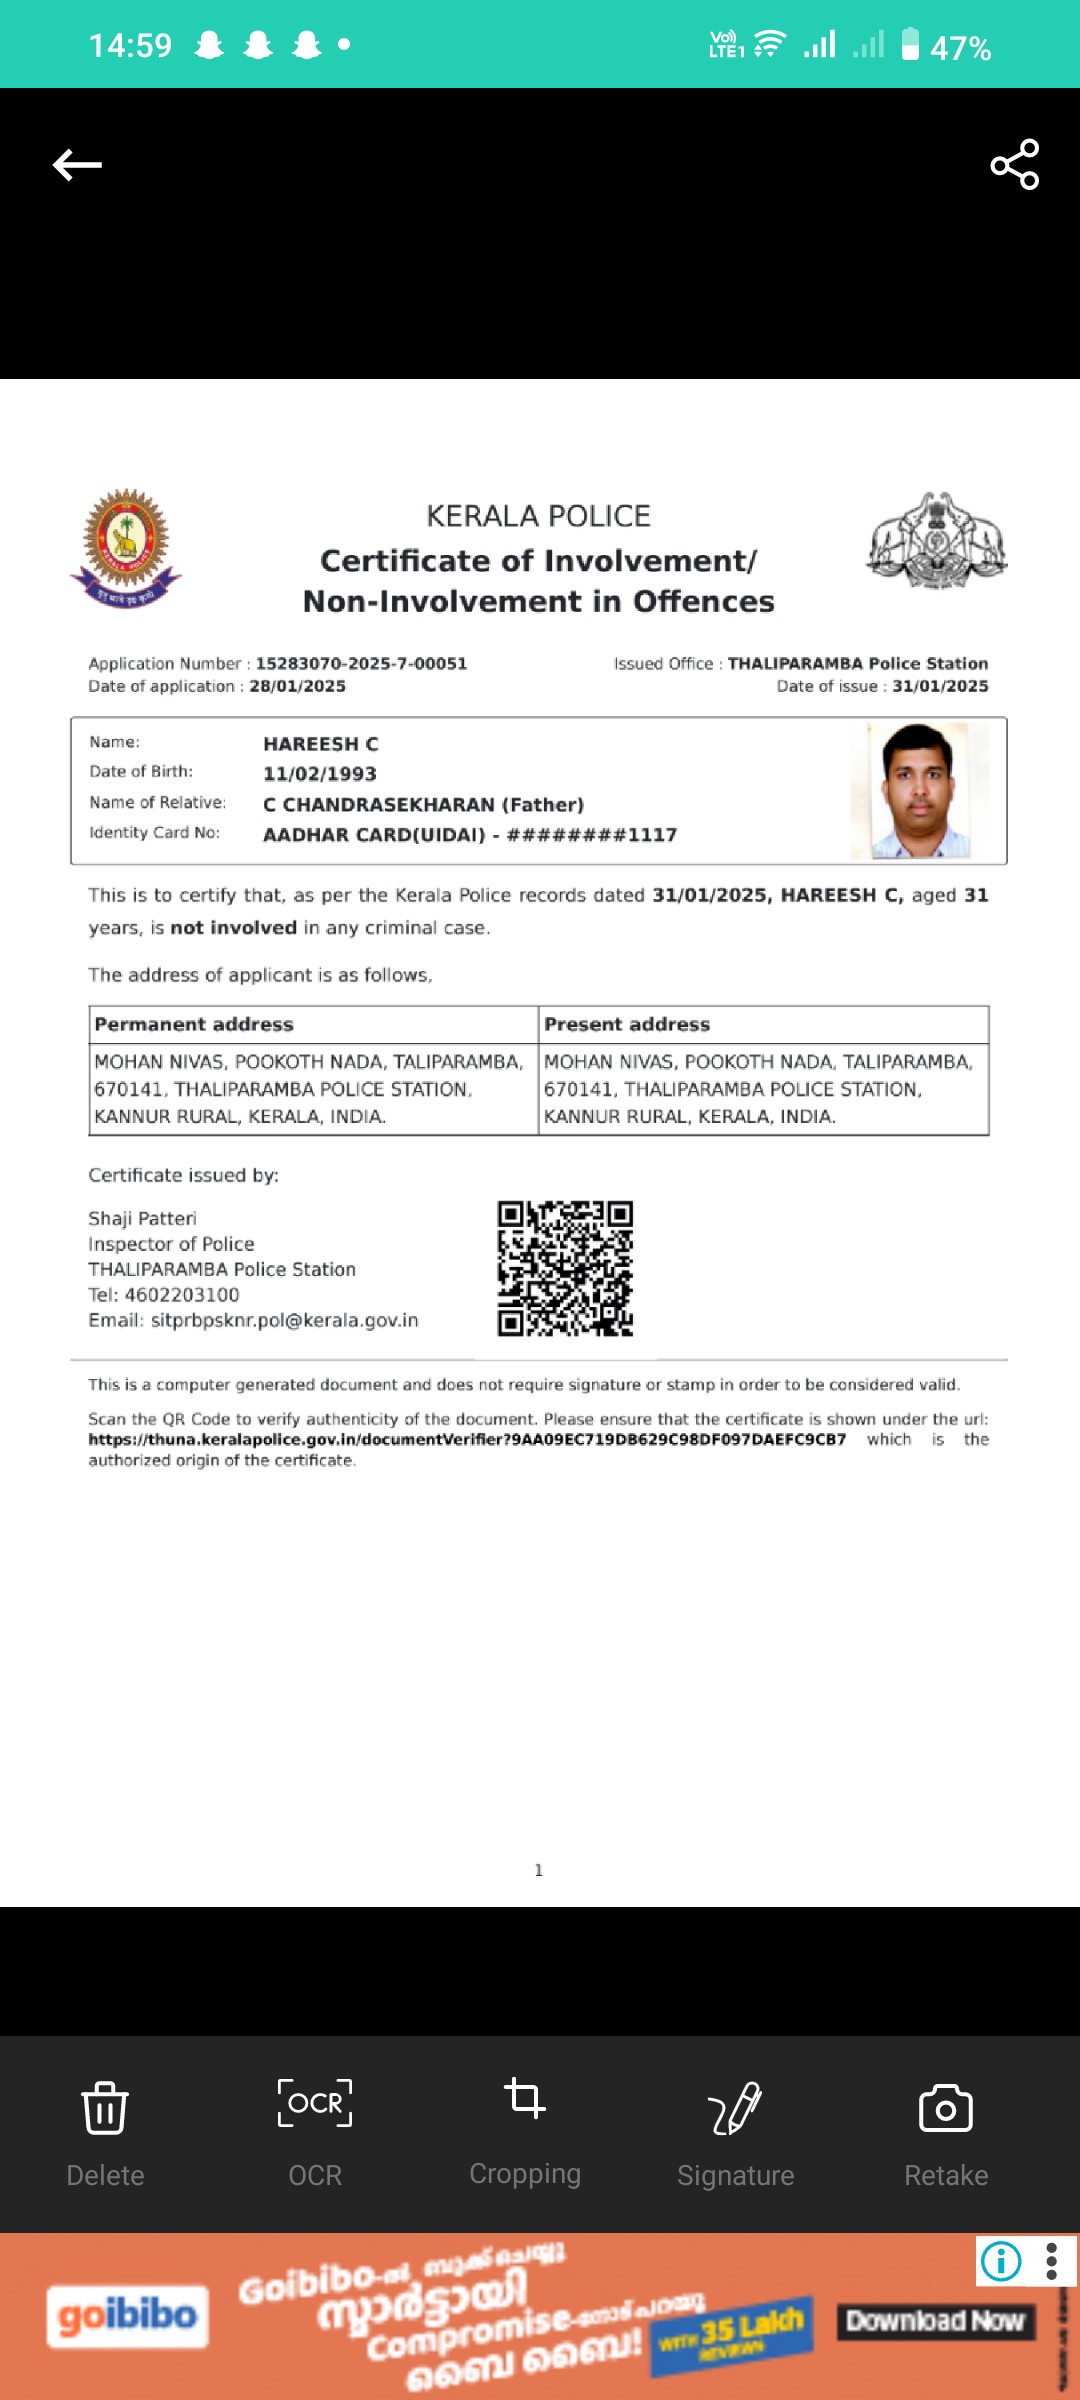 14:59
Vo)) LTE1
47%
KERALA POLICE
Certificate of Involvement/
Non-Involvement in Offences
Application Number : 15283070-2025-7-00051
Issued Office : THALIPARAMBA Police Station
Date of application : 28/01/2025
Date of issue : 31/01/2025
Name: HAREESH C
Date of Birth: 11/02/1993
Name of Relative: C CHANDRASEKHARAN (Father)
Identity Card No: AADHAR CARD(UIDAI) - ########1117
This is to certify that, as per the Kerala Police records dated 31/01/2025, HAREESH C, aged 31
years, is not involved in any criminal case.
The address of applicant is as follows,
Permanent address
MOHAN NIVAS, POOKOTH NADA, TALIPARAMBA,
670141, THALIPARAMBA POLICE STATION,
KANNUR RURAL, KERALA, INDIA.
Present address
MOHAN NIVAS, POOKOTH NADA, TALIPARAMBA,
670141, THALIPARAMBA POLICE STATION,
KANNUR RURAL, KERALA, INDIA.
Certificate issued by:
Shaji Patteri
Inspector of Police
THALIPARAMBA Police Station
Tel: 4602203100
Email: sitprbpsknr.pol@kerala.gov.in
This is a computer generated document and does not require signature or stamp in order to be considered valid.
Scan the QR Code to verify authenticity of the document. Please ensure that the certificate is shown under the url:
https://thuna.keralapolice.gov.in/documentVerifier?9AA09EC719DB629C98DF097DAEFC9CB7 which is the
authorized origin of the certificate.
1
OCR
Delete
OCR
Cropping
Signature
Retake
goibibo
Goibibo-ൽ ബുക്ക് ചെയ്യൂ
സ്മാർട്ടായി
Compromise-നോട് പറയൂ
ബൈ ബൈ!
WITH 35 Lakh
REVIEWS
Download Now